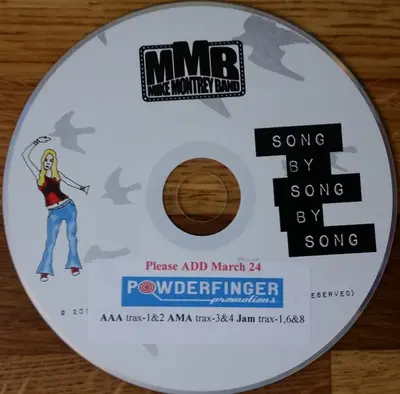 MMB
MIKE MONTREY BAND
SONG
BY
SONG
BY
SONG
Please ADD March 24
POWDERFINGER
promotions
AAA trax-1&2 AMA trax-3&4 Jam trax-1,6&8